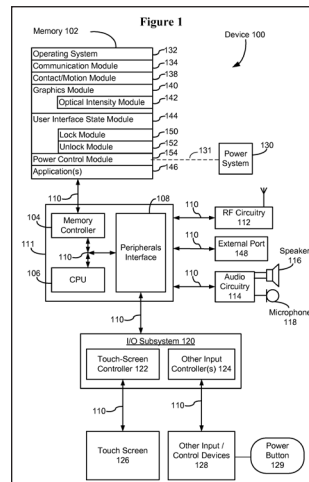 Figure 1
Memory 102
Device 100
Operating System
132
Communication Module
134
Contact/Motion Module
138
Graphics Module
140
Optical Intensity Module
142
User Interface State Module
144
Lock Module
150
Unlock Module
152
Power Control Module
154
Application(s)
146
131
Power
System
130
110
104
Memory
Controller
108
111
110
Peripherals
Interface
106
CPU
110
RF Circuitry
112
110
External Port
148
110
Audio
Circuitry
114
Speaker
116
Microphone
118
110
I/O Subsystem 120
Touch-Screen
Controller 122
Other Input
Controller(s) 124
110
110
Touch Screen
126
Other Input /
Control Devices
128
Power
Button
129